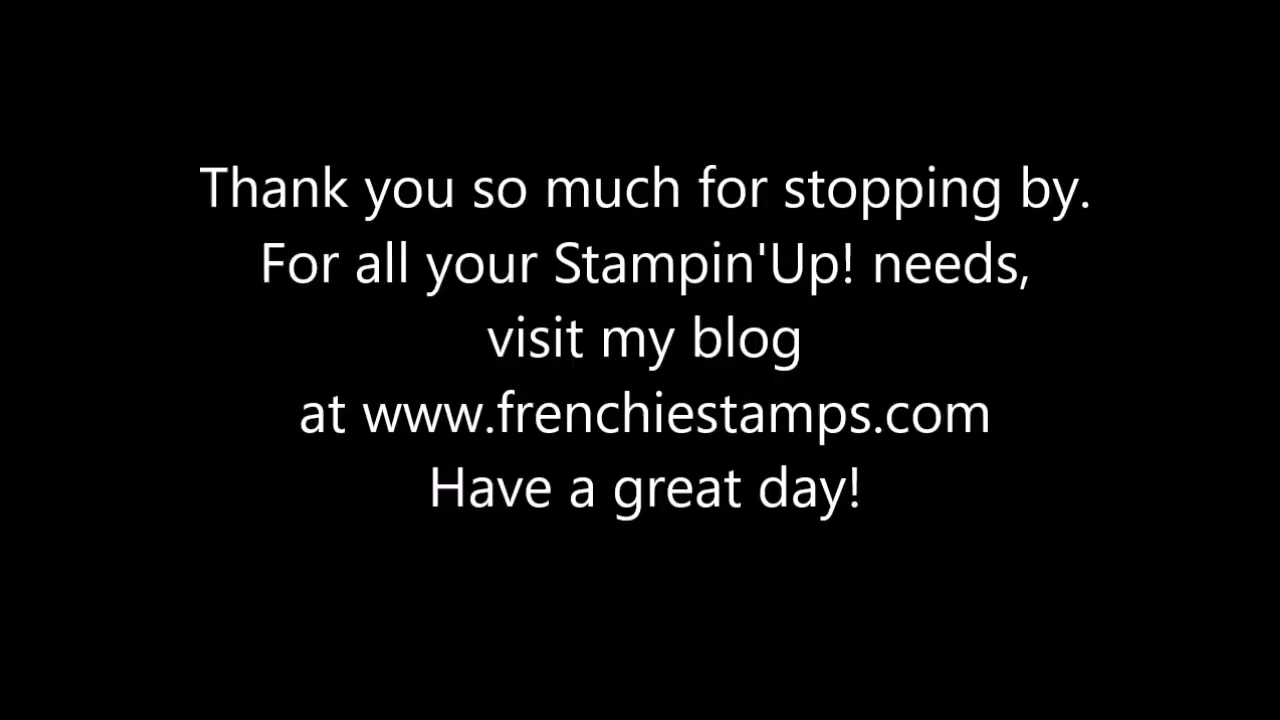 Thank you so much for stopping by.
For all your Stampin'Up! needs,
visit my blog
at www.frenchiestamps.com
Have a great day!